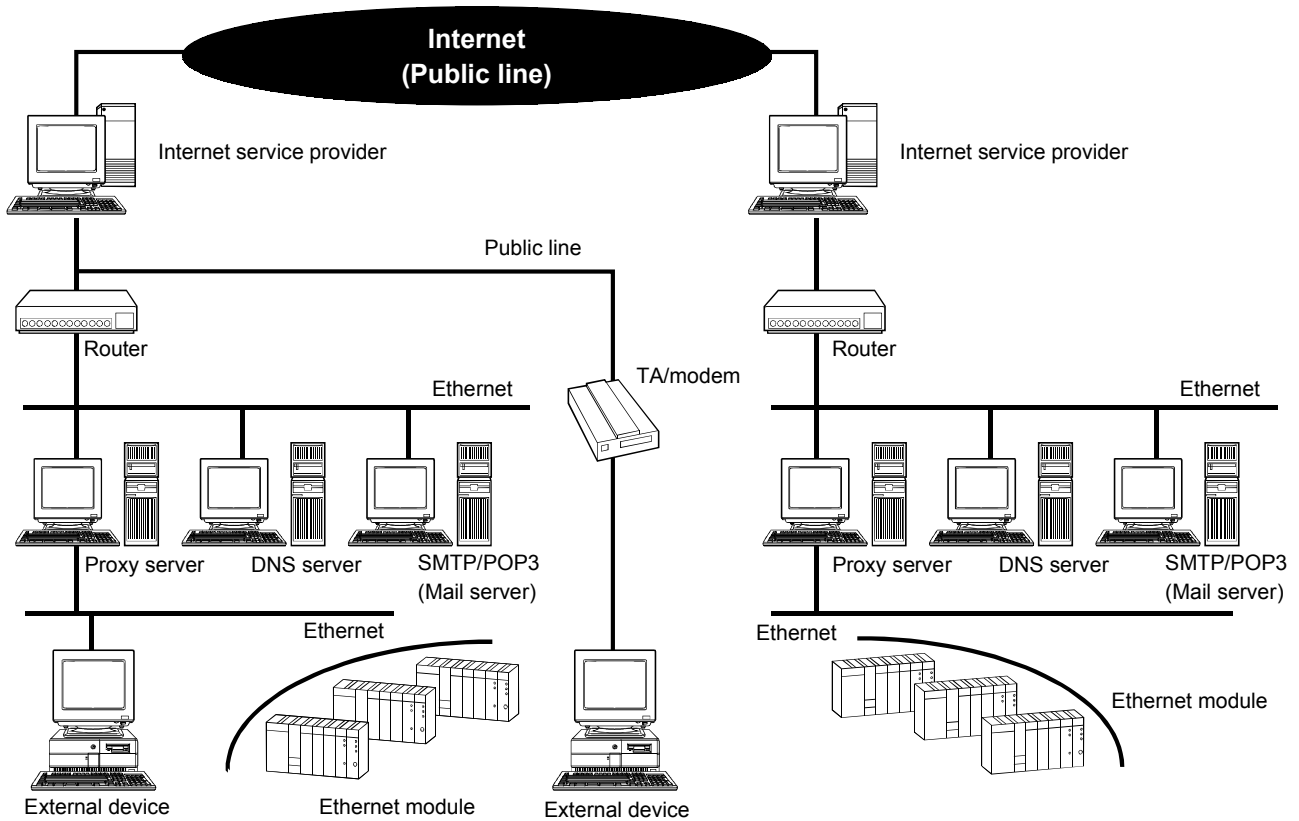 Internet
(Public line)
Internet service provider
Internet service provider
Public line
Router
Router
TA/modem
Ethernet
Ethernet
Proxy server
DNS server
SMTP/POP3
(Mail server)
Proxy server
DNS server
SMTP/POP3
(Mail server)
Ethernet
Ethernet
Ethernet module
External device
Ethernet module
External device